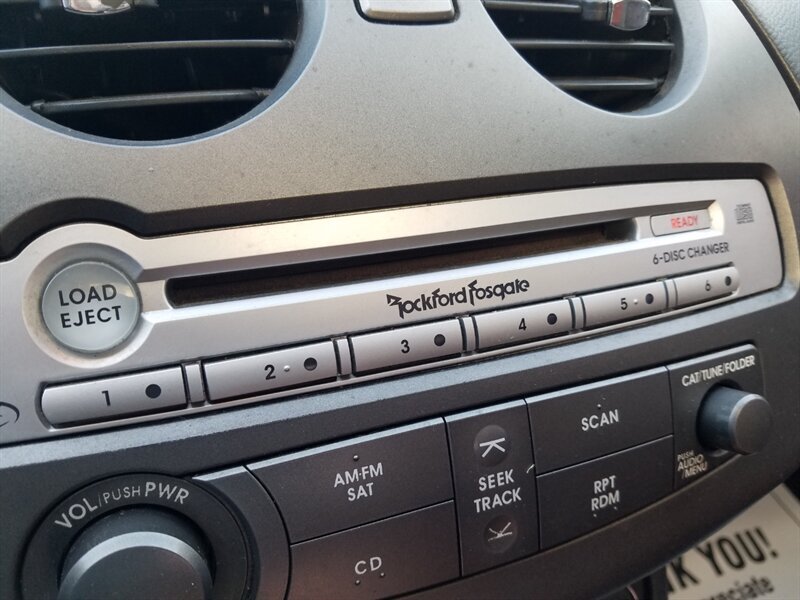 READY
6-DISC CHANGER
LOAD
EJECT
Rockford Fosgate
1
2
3
4
5
6
CAT/TUNE/FOLDER
SCAN
AM·FM
SAT
SEEK
TRACK
RPT
RDM
PUSH
AUDIO
/MENU
VOL/PUSH PWR
CD
K YOU!
preciate